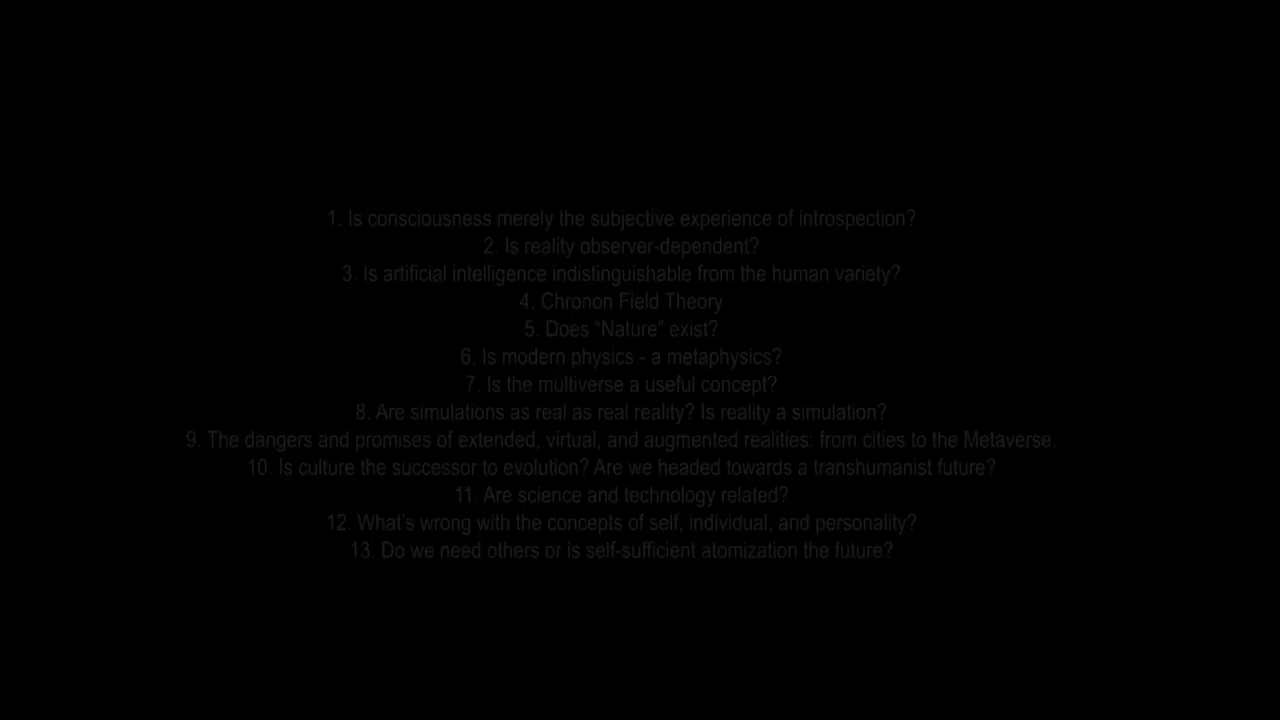 1. Is consciousness merely the subjective experience of introspection?
2. Is reality observer-dependent?
3. Is artificial intelligence indistinguishable from the human variety?
4. Chronon Field Theory
5. Does “Nature” exist?
6. Is modern physics - a metaphysics?
7. Is the multiverse a useful concept?
8. Are simulations as real as real reality? Is reality a simulation?
9. The dangers and promises of extended, virtual, and augmented realities: from cities to the Metaverse.
10. Is culture the successor to evolution? Are we headed towards a transhumanist future?
11. Are science and technology related?
12. What’s wrong with the concepts of self, individual, and personality?
13. Do we need others or is self-sufficient atomization the future?